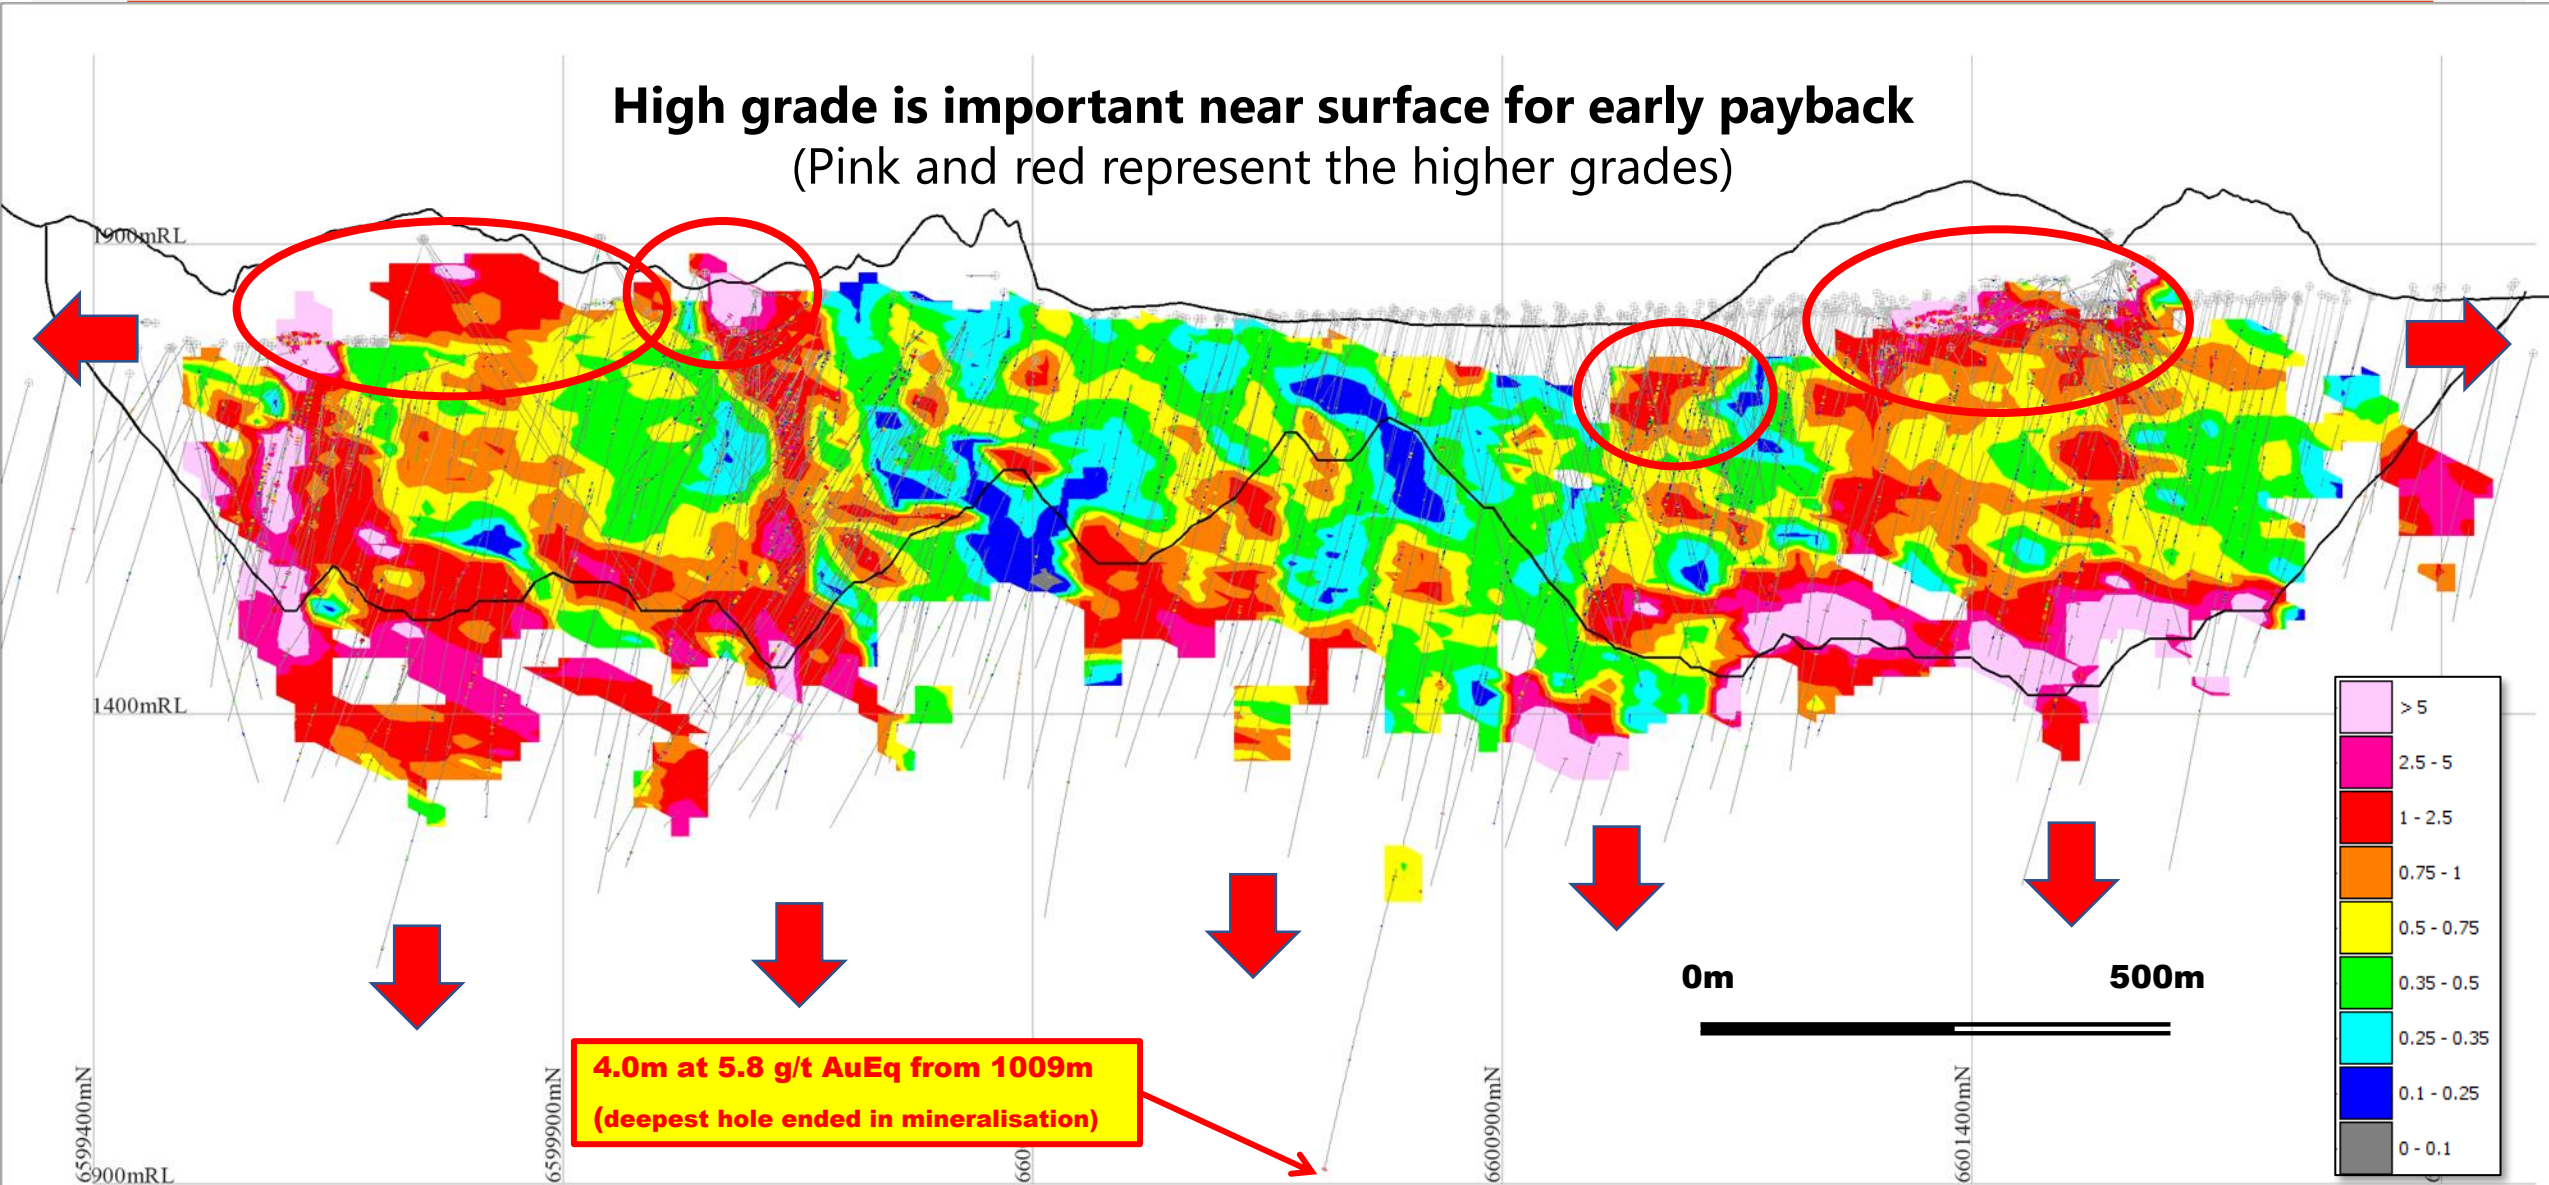 High grade is important near surface for early payback
(Pink and red represent the higher grades)
1900mRL
1400mRL
> 5
2.5 - 5
1 - 2.5
0.75 - 1
0.5 - 0.75
0.35 - 0.5
0.25 - 0.35
0.1 - 0.25
0 - 0.1
0m
500m
4.0m at 5.8 g/t AuEq from 1009m
(deepest hole ended in mineralisation)
6599400mN
6599900mN
660
6600900mN
6601400mN
900mRL